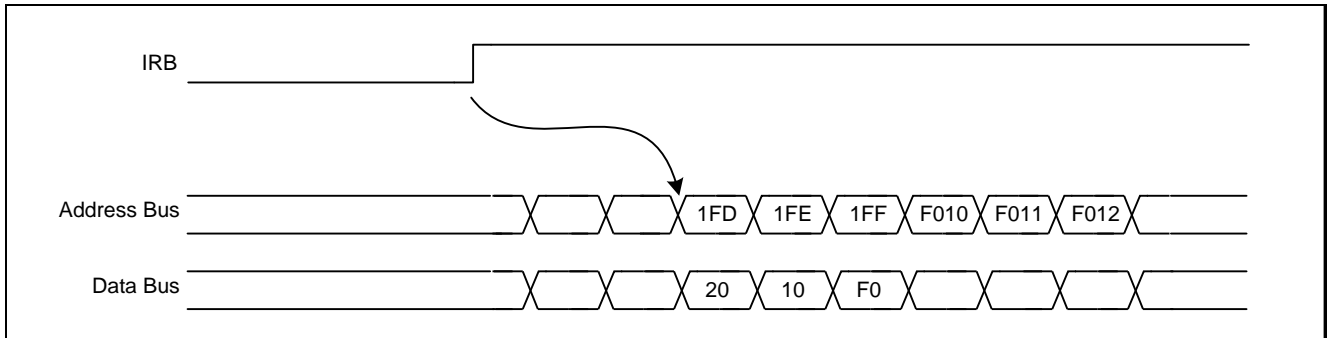 IRB
Address Bus 1FD 1FE 1FF F010 F011 F012
Data Bus 20 10 F0